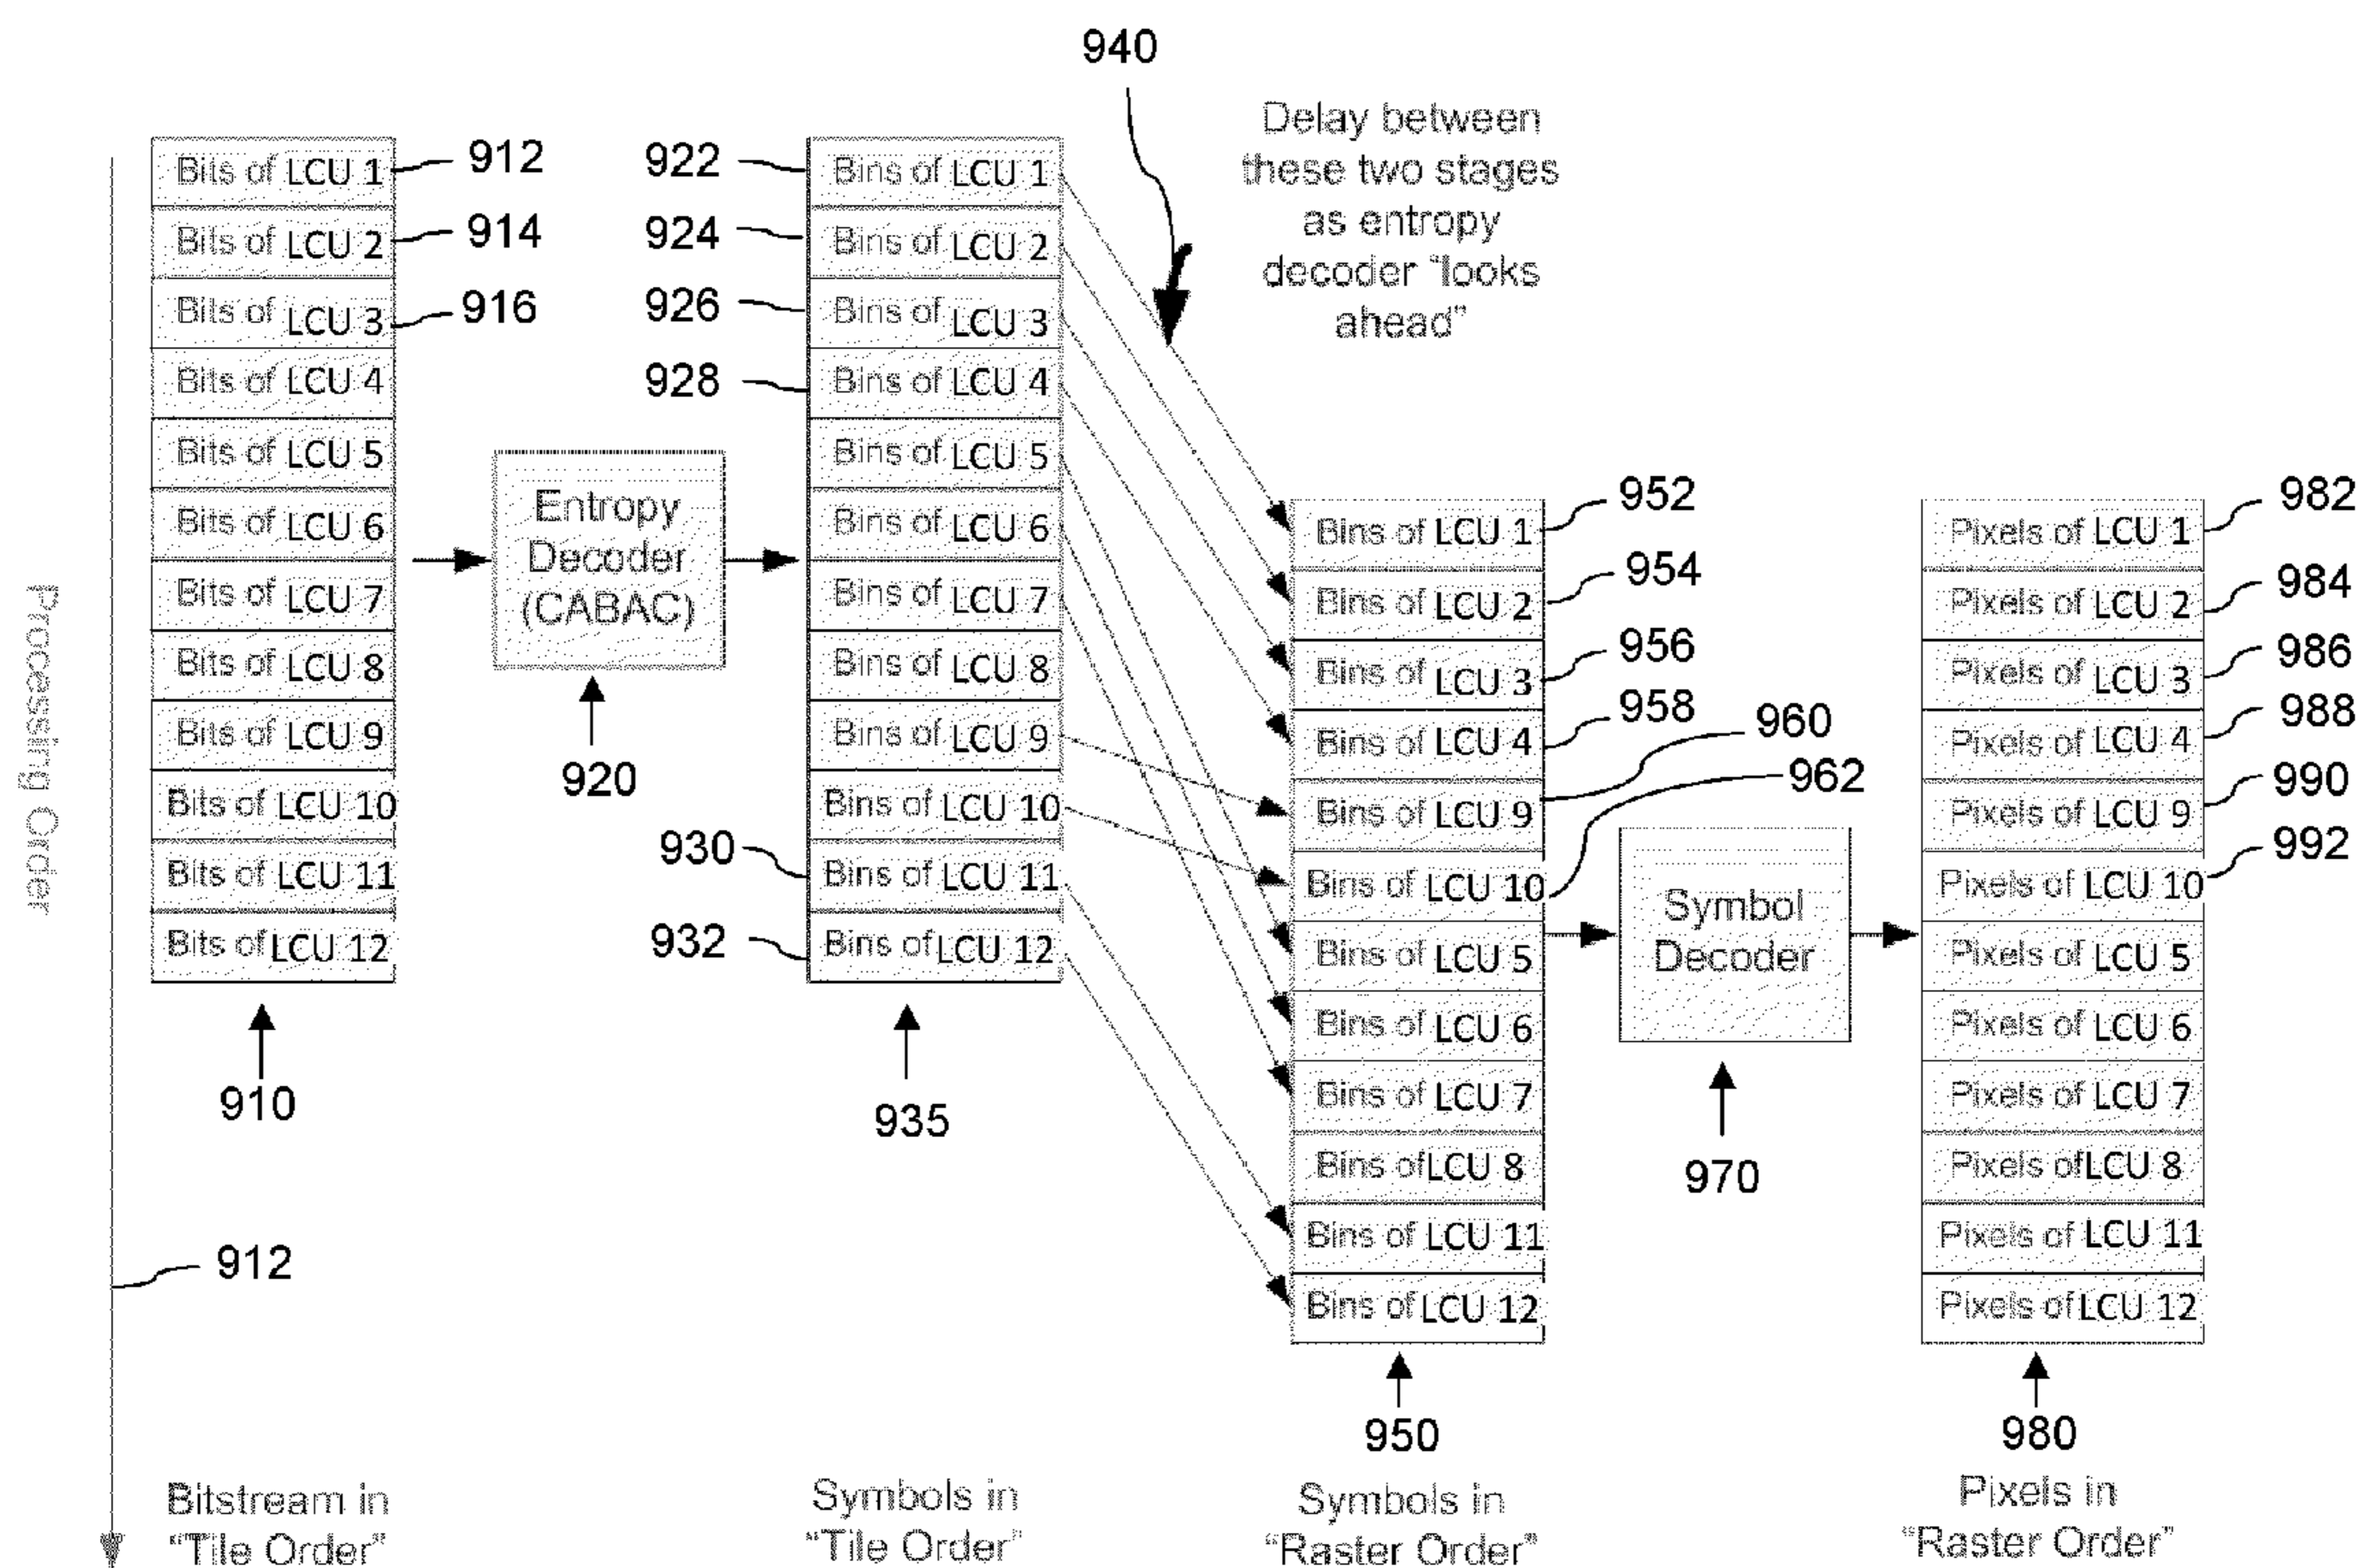 940
Delay between
these two stages
as entropy
decoder "looks
ahead"
Processing Order
912
Bits of LCU 1
912
Bits of LCU 2
914
Bits of LCU 3
916
Bits of LCU 4
Bits of LCU 5
Bits of LCU 6
Bits of LCU 7
Bits of LCU 8
Bits of LCU 9
Bits of LCU 10
Bits of LCU 11
Bits of LCU 12
910
Bitstream in
"Tile Order"
Entropy
Decoder
(CABAC)
920
922
Bins of LCU 1
924
Bins of LCU 2
926
Bins of LCU 3
928
Bins of LCU 4
Bins of LCU 5
Bins of LCU 6
Bins of LCU 7
Bins of LCU 8
Bins of LCU 9
Bins of LCU 10
930
Bins of LCU 11
932
Bins of LCU 12
935
Symbols in
"Tile Order"
Bins of LCU 1
952
Bins of LCU 2
954
Bins of LCU 3
956
Bins of LCU 4
958
Bins of LCU 9
960
Bins of LCU 10
962
Bins of LCU 5
Bins of LCU 6
Bins of LCU 7
Bins of LCU 8
Bins of LCU 11
Bins of LCU 12
950
Symbols in
"Raster Order"
Symbol
Decoder
970
Pixels of LCU 1
982
Pixels of LCU 2
984
Pixels of LCU 3
986
Pixels of LCU 4
988
Pixels of LCU 9
990
Pixels of LCU 10
992
Pixels of LCU 5
Pixels of LCU 6
Pixels of LCU 7
Pixels of LCU 8
Pixels of LCU 11
Pixels of LCU 12
980
Pixels in
"Raster Order"